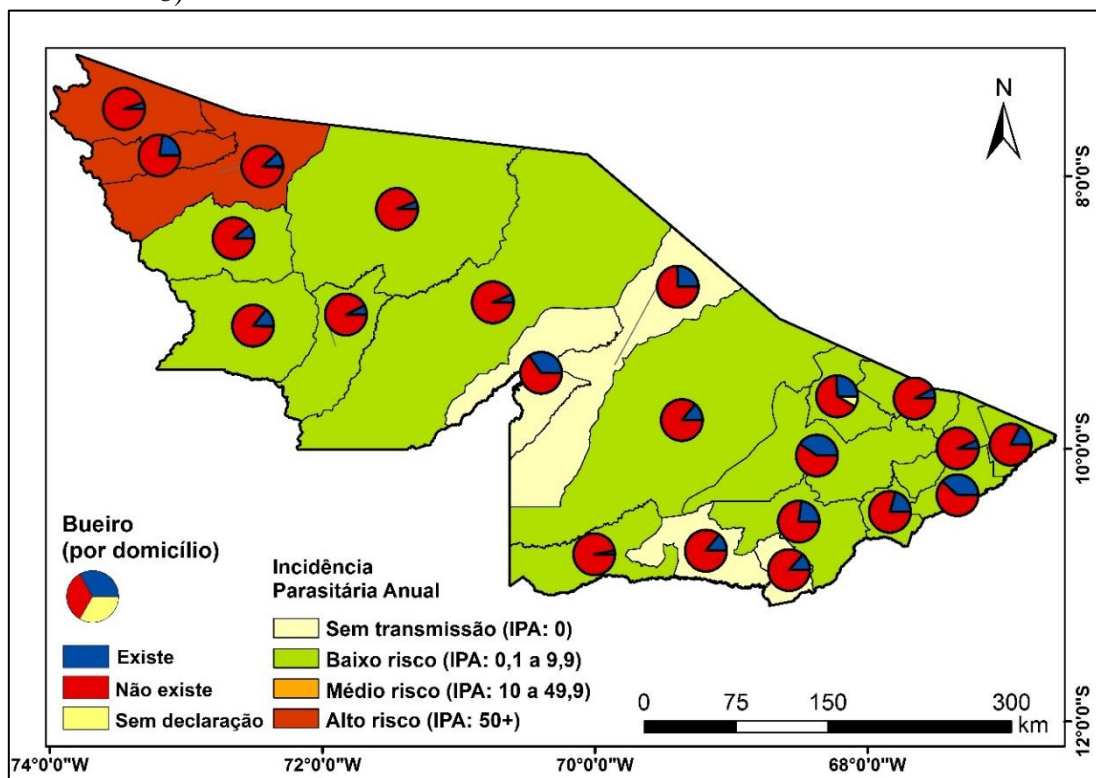 N
8°0'0"S
10°0'0"S
12°0'0"S
Bueiro
(por domicílio)
Existe
Não existe
Sem declaração
Incidência
Parasitária Anual
Sem transmissão (IPA: 0)
Baixo risco (IPA: 0,1 a 9,9)
Médio risco (IPA: 10 a 49,9)
Alto risco (IPA: 50+)
0 75 150 300
km
74°0'0"W 72°0'0"W 70°0'0"W 68°0'0"W